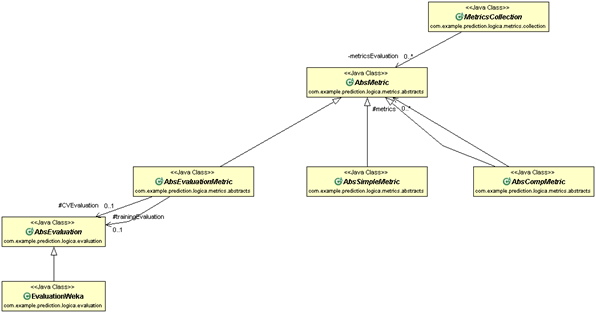 <<Java Class>>
MetricsCollection
com.example.prediction.logica.metrics.collection
-metricsEvaluation 0..*
<<Java Class>>
AbsMetric
com.example.prediction.logica.metrics.abstracts
#metrics 0..*
<<Java Class>>
AbsEvaluationMetric
com.example.prediction.logica.metrics.abstracts
<<Java Class>>
AbsSimpleMetric
com.example.prediction.logica.metrics.abstracts
<<Java Class>>
AbsCompMetric
com.example.prediction.logica.metrics.abstracts
#CVEvaluation 0..1
#trainingEvaluation
0..1
<<Java Class>>
AbsEvaluation
com.example.prediction.logica.evaluation
<<Java Class>>
EvaluationWeka
com.example.prediction.logica.evaluation